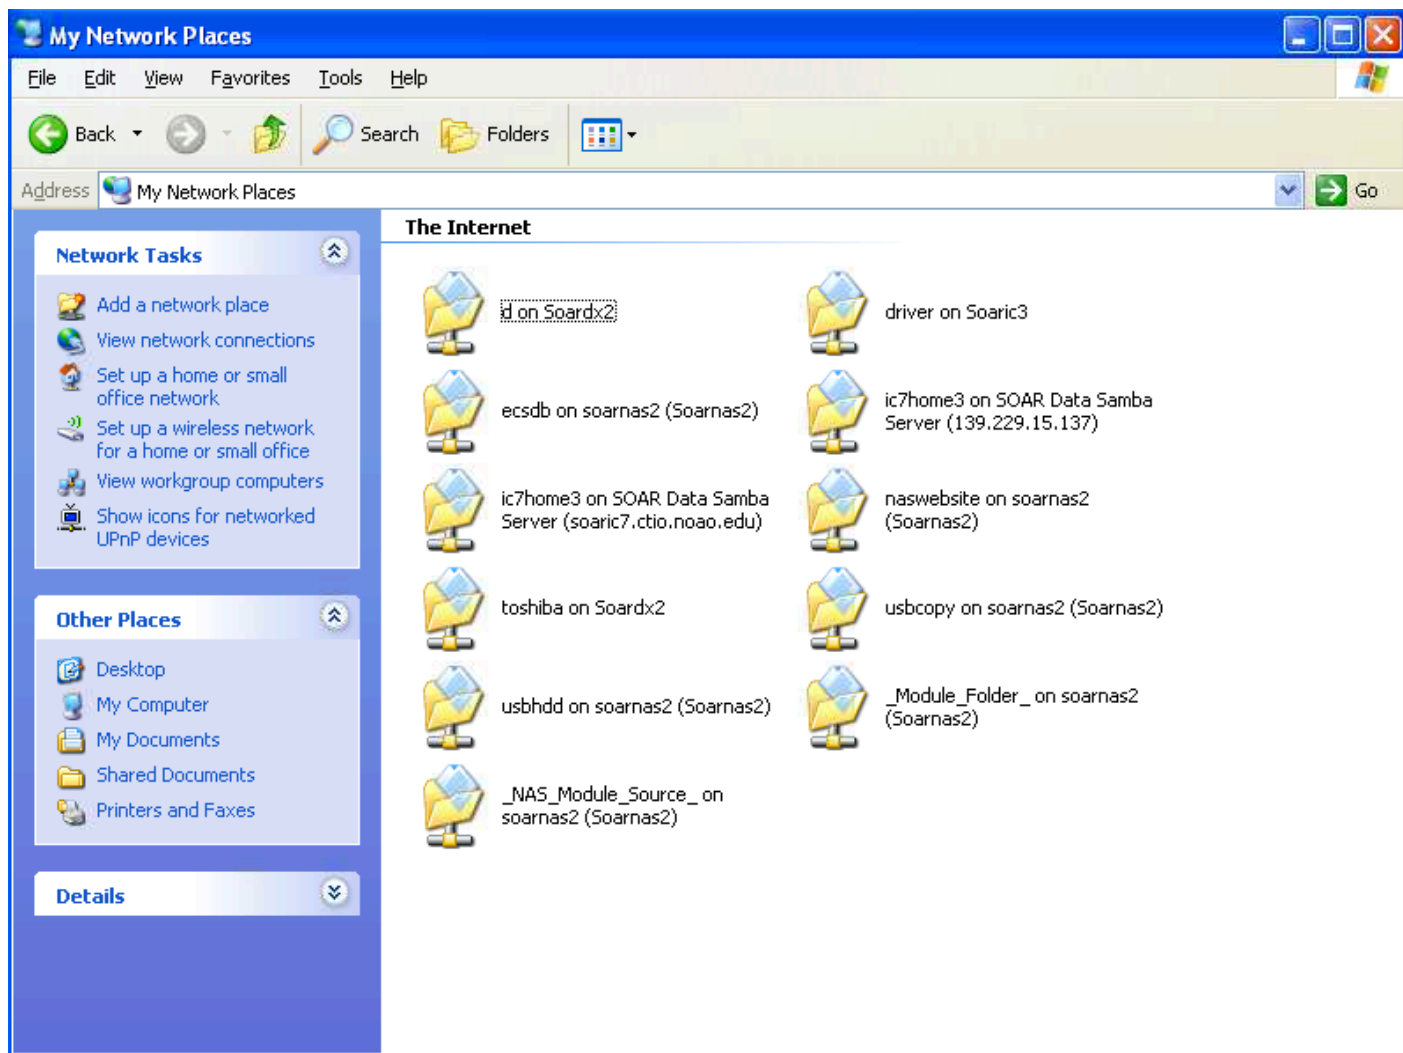 My Network Places
File Edit View Favorites Tools Help
Back Search Folders
Address My Network Places Go
Network Tasks
Add a network place
View network connections
Set up a home or small
office network
Set up a wireless network
for a home or small office
View workgroup computers
Show icons for networked
UPnP devices
Other Places
Desktop
My Computer
My Documents
Shared Documents
Printers and Faxes
Details
The Internet
d on Soardx2
driver on Soaric3
ecsdb on soarnas2 (Soarnas2)
ic7home3 on SOAR Data Samba
Server (139.229.15.137)
ic7home3 on SOAR Data Samba
Server (soaric7.ctio.noao.edu)
naswebsite on soarnas2
(Soarnas2)
toshiba on Soardx2
usbcopy on soarnas2 (Soarnas2)
usbhdd on soarnas2 (Soarnas2)
_Module_Folder_ on soarnas2
(Soarnas2)
_NAS_Module_Source_ on
soarnas2 (Soarnas2)